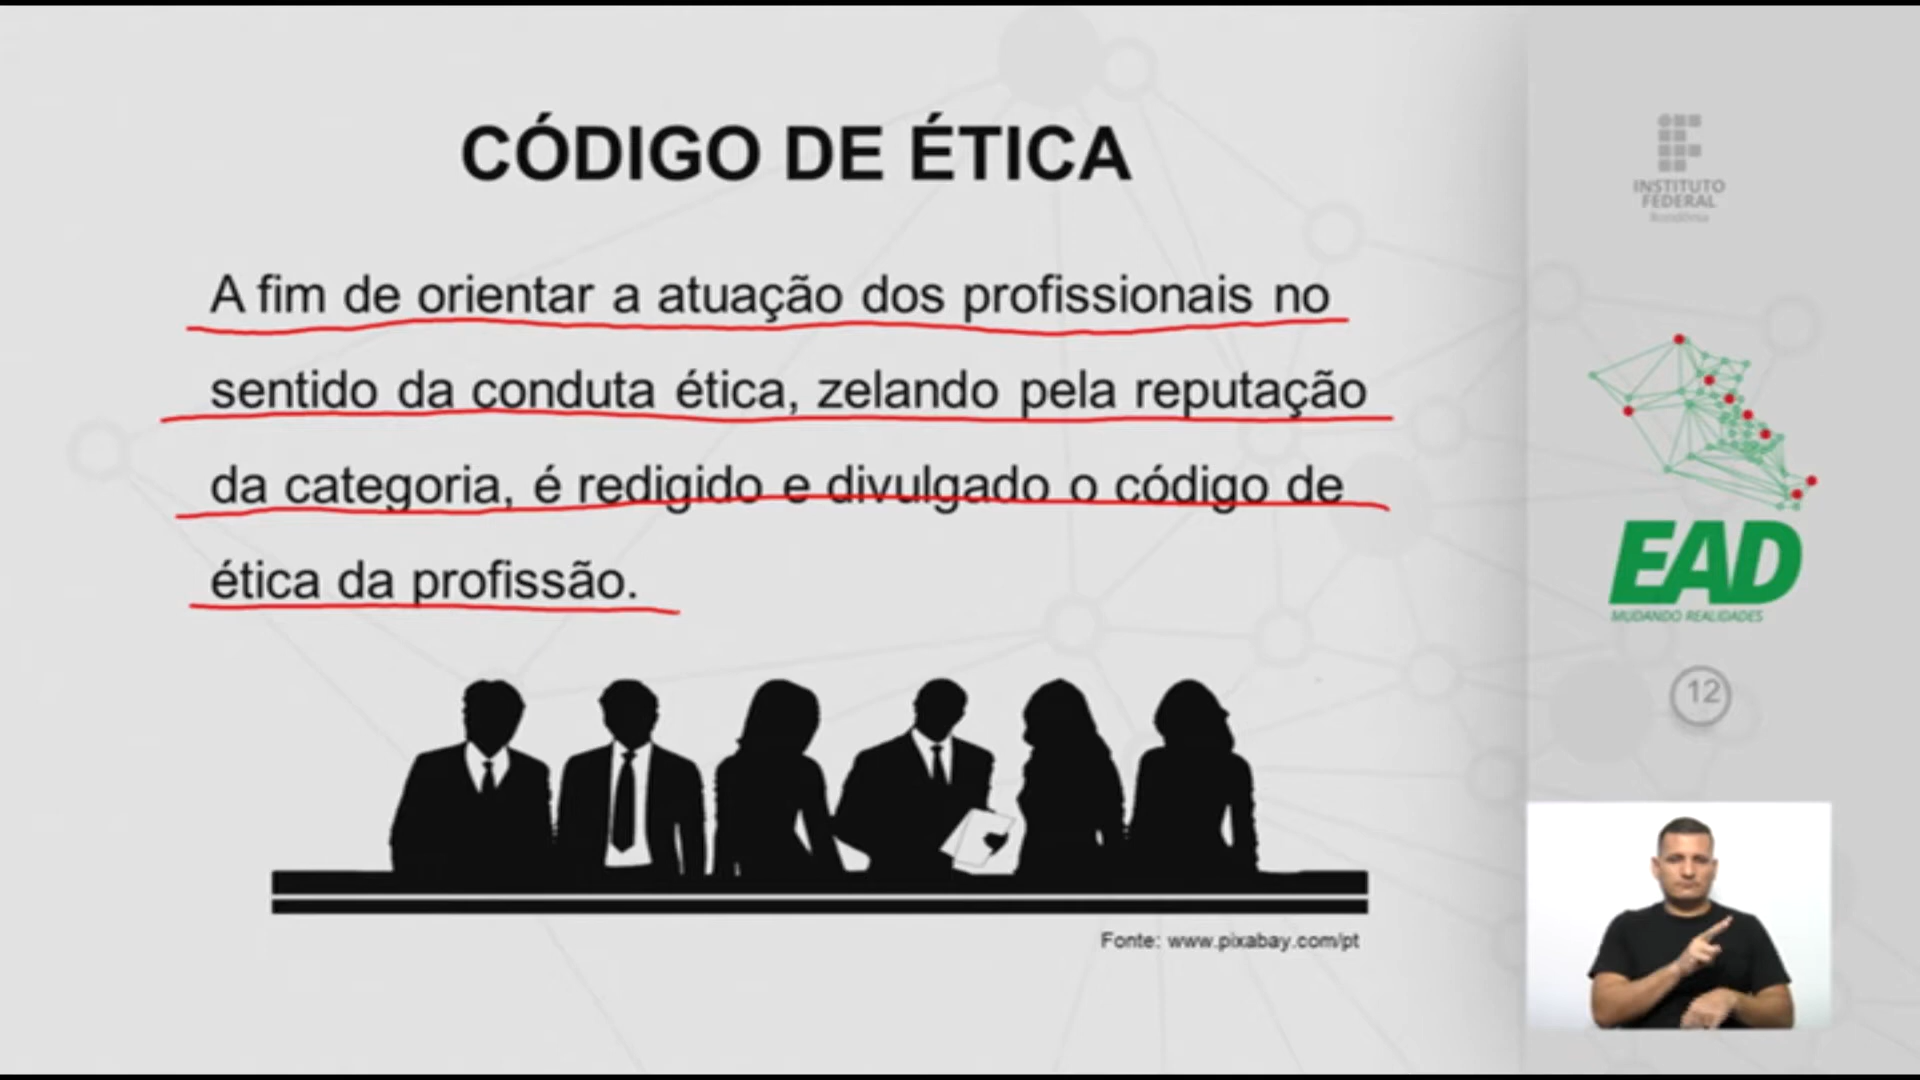 CÓDIGO DE ÉTICA
A fim de orientar a atuação dos profissionais no
sentido da conduta ética, zelando pela reputação
da categoria, é redigido e divulgado o código de
ética da profissão.
Fonte: www.pixabay.com/pt
INSTITUTO
FEDERAL
Rondônia
EAD
MUDANDO REALIDADES
12